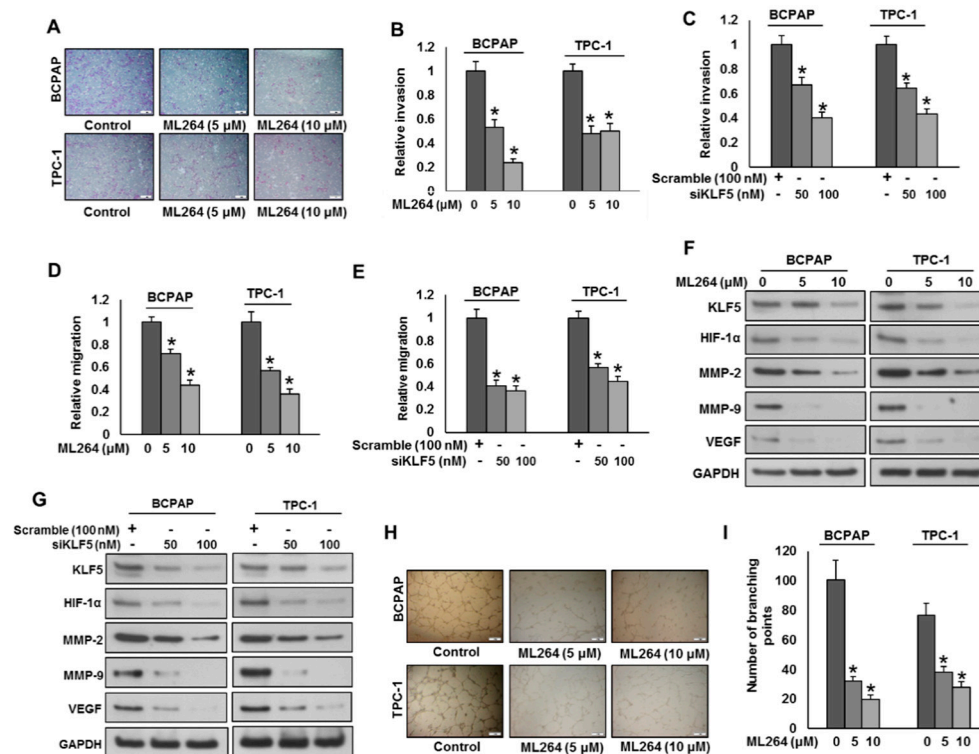 A
BCPAP
Control ML264 (5 µM) ML264 (10 µM)
TPC-1
Control ML264 (5 µM) ML264 (10 µM)
B
BCPAP TPC-1
Relative invasion
1.2
1
0.8
0.6
0.4
0.2
0
* * * *
ML264 (µM) 0 5 10 0 5 10
C
BCPAP TPC-1
Relative invasion
1.2
1
0.8
0.6
0.4
0.2
0
* * * *
Scramble (100 nM) + - - + - -
siKLF5 (nM) - 50 100 - 50 100
D
BCPAP TPC-1
Relative migration
1.2
1
0.8
0.6
0.4
0.2
0
* * * *
ML264 (µM) 0 5 10 0 5 10
E
BCPAP TPC-1
Relative migration
1.2
1
0.8
0.6
0.4
0.2
0
* * * *
Scramble (100 nM) + - - + - -
siKLF5 (nM) - 50 100 - 50 100
F
BCPAP TPC-1
ML264 (µM) 0 5 10 0 5 10
KLF5
HIF-1α
MMP-2
MMP-9
VEGF
GAPDH
G
BCPAP TPC-1
Scramble (100 nM) + - - + - -
siKLF5 (nM) - 50 100 - 50 100
KLF5
HIF-1α
MMP-2
MMP-9
VEGF
GAPDH
H
BCPAP
Control ML264 (5 µM) ML264 (10 µM)
TPC-1
Control ML264 (5 µM) ML264 (10 µM)
I
BCPAP TPC-1
Number of branching
points
120
100
80
60
40
20
0
* * * *
ML264 (µM) 0 5 10 0 5 10